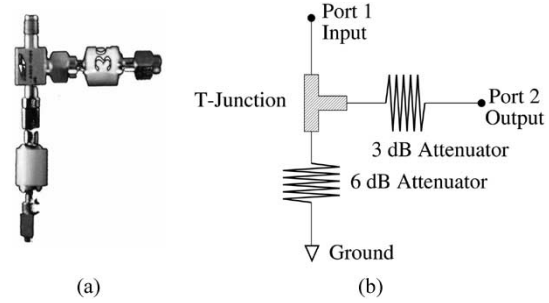 Port 1
Input
T-Junction
Port 2
Output
3 dB Attenuator
6 dB Attenuator
Ground
(a)
(b)